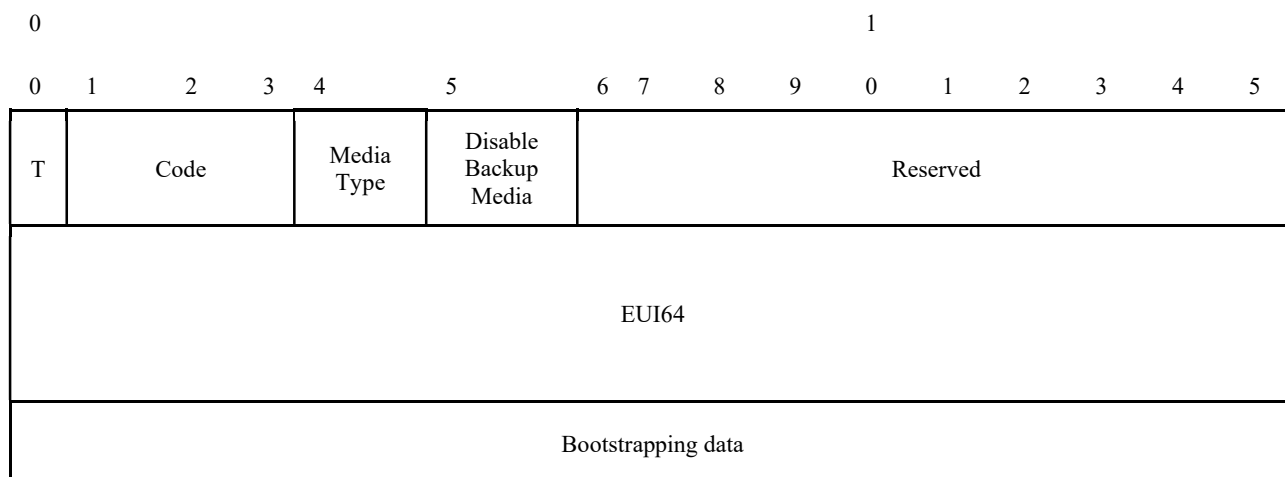 0 1
0 1 2 3 4 5 6 7 8 9 0 1 2 3 4 5
T Code Media Type Disable Backup Media Reserved
EUI64
Bootstrapping data